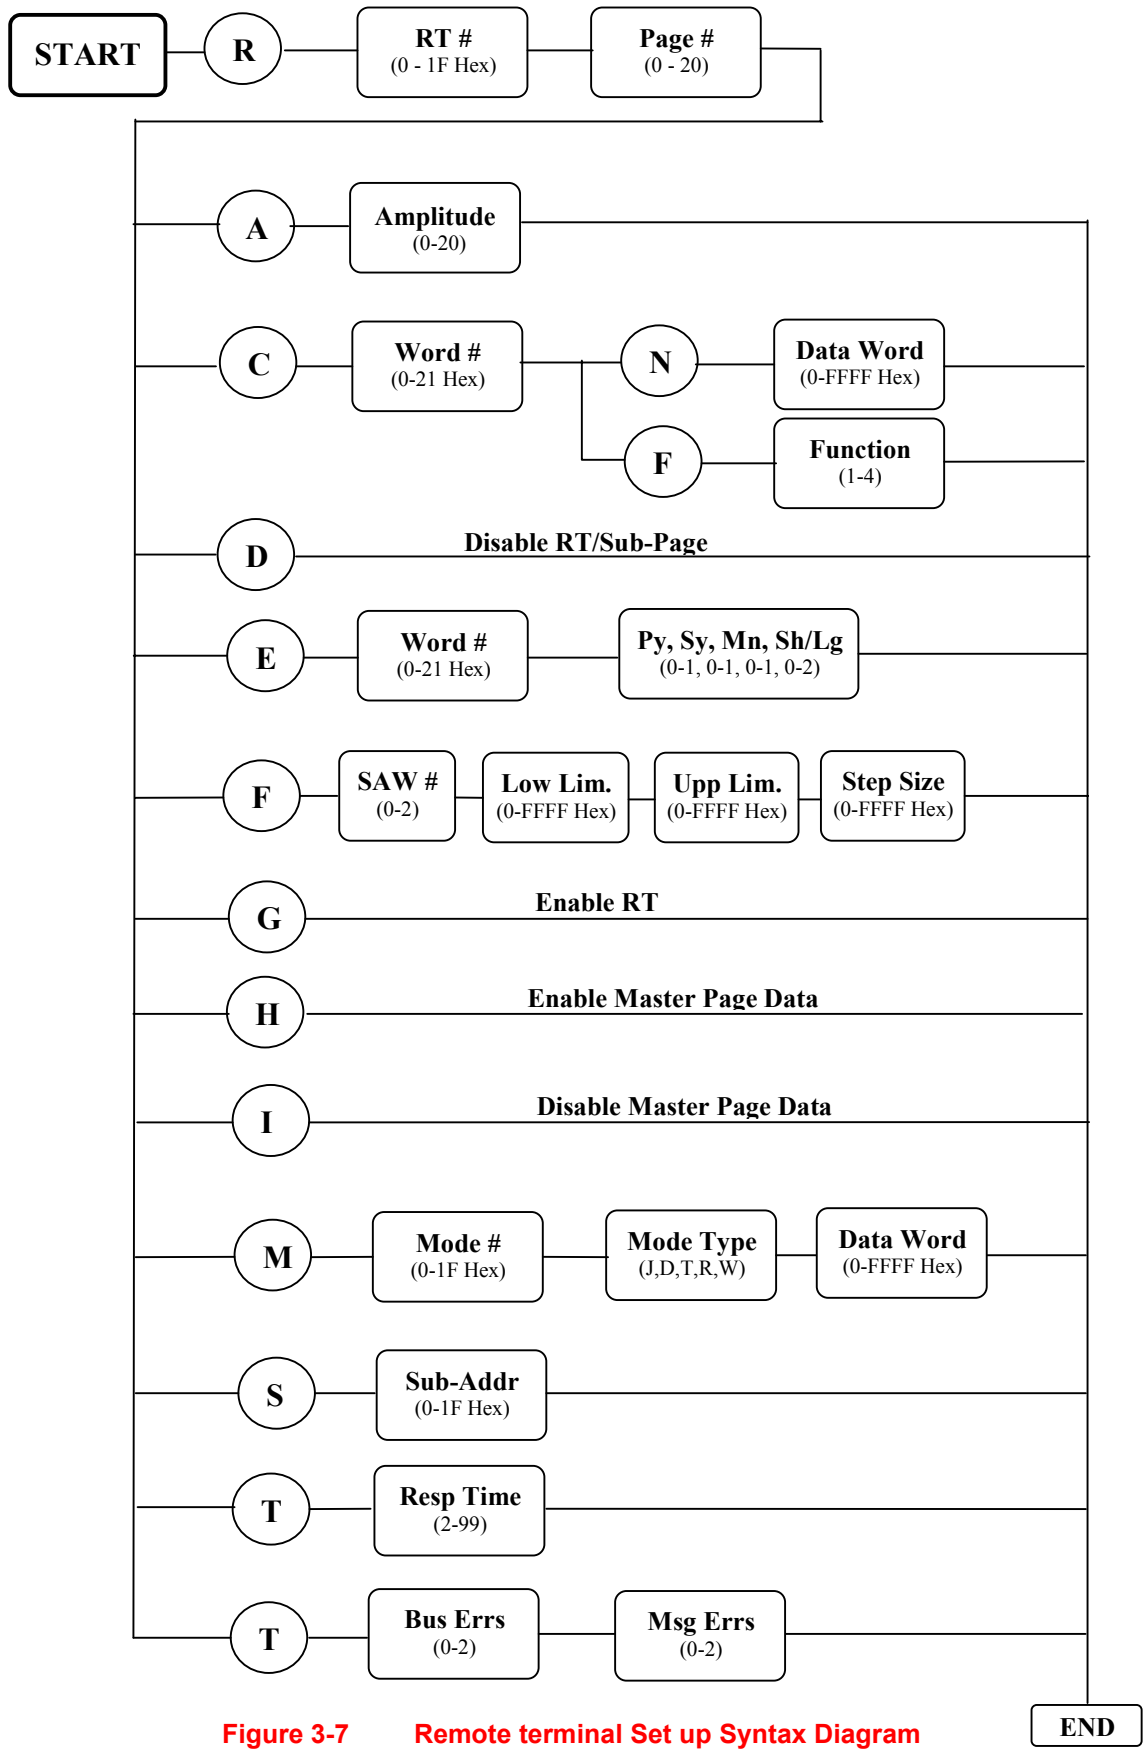 START
R
RT #
(0 - 1F Hex)
Page #
(0 - 20)
A
Amplitude
(0-20)
C
Word #
(0-21 Hex)
N
Data Word
(0-FFFF Hex)
F
Function
(1-4)
D
Disable RT/Sub-Page
E
Word #
(0-21 Hex)
Py, Sy, Mn, Sh/Lg
(0-1, 0-1, 0-1, 0-2)
F
SAW #
(0-2)
Low Lim.
(0-FFFF Hex)
Upp Lim.
(0-FFFF Hex)
Step Size
(0-FFFF Hex)
G
Enable RT
H
Enable Master Page Data
I
Disable Master Page Data
M
Mode #
(0-1F Hex)
Mode Type
(J,D,T,R,W)
Data Word
(0-FFFF Hex)
S
Sub-Addr
(0-1F Hex)
T
Resp Time
(2-99)
T
Bus Errs
(0-2)
Msg Errs
(0-2)
END
Figure 3-7 Remote terminal Set up Syntax Diagram